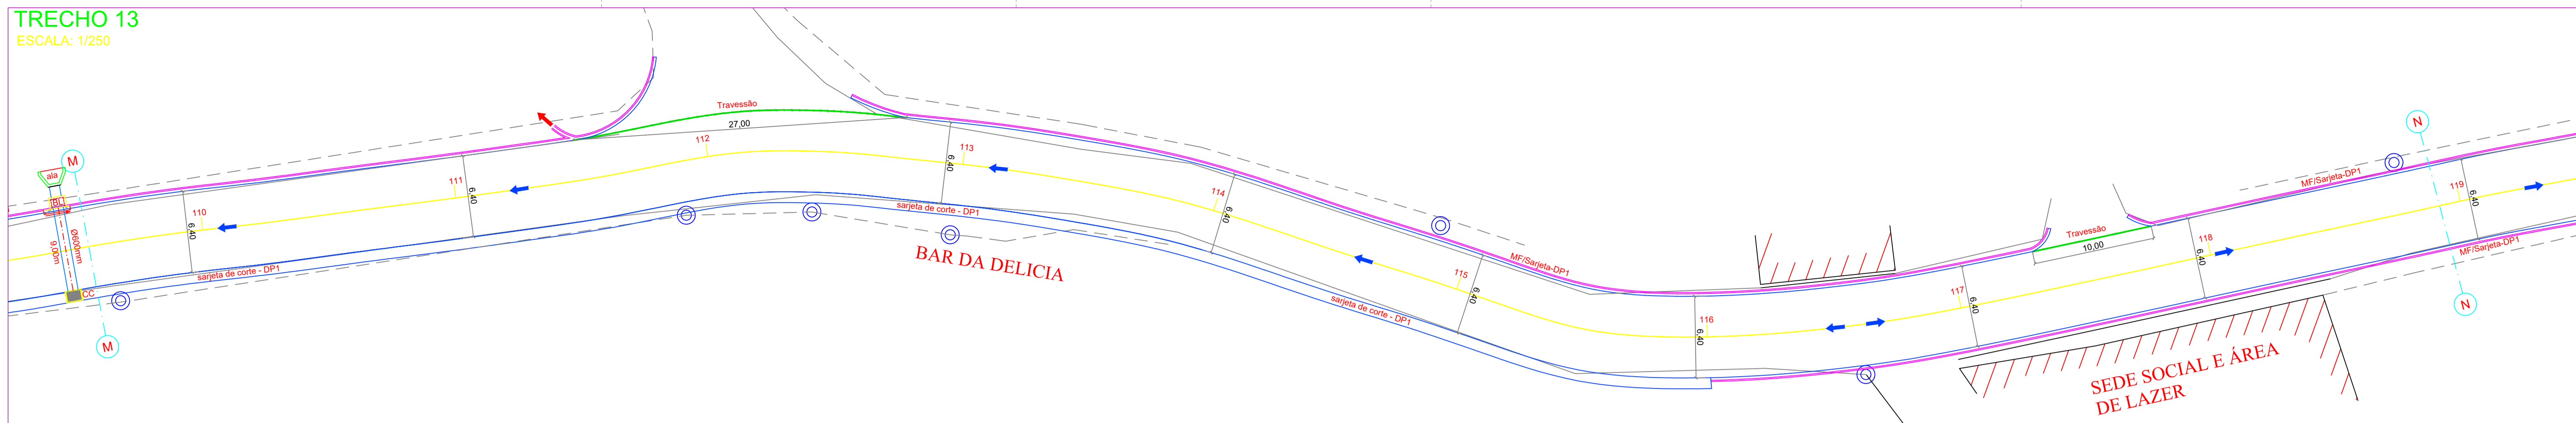 TRECHO 13
ESCALA: 1/250
M
ala
BL
9,00m
Ø600mm
CC
M
110
6,40
sarjeta de corte - DP1
111
6,40
Travessão
27,00
112
113
6,40
sarjeta de corte - DP1
BAR DA DELICIA
114
6,40
sarjeta de corte - DP1
115
6,40
MF/Sarjeta-DP1
116
6,40
117
6,40
Travessão
10,00
118
6,40
SEDE SOCIAL E ÁREA
DE LAZER
MF/Sarjeta-DP1
N
119
6,40
MF/Sarjeta-DP1
N